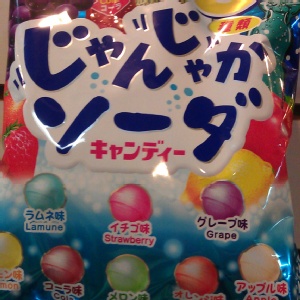 種類
じゃんじゃか
ソーダ
キャンディー
ラムネ味
Lamune
イチゴ味
Strawberry
グレープ味
Grape
コーラ味
メロン味
アップル味